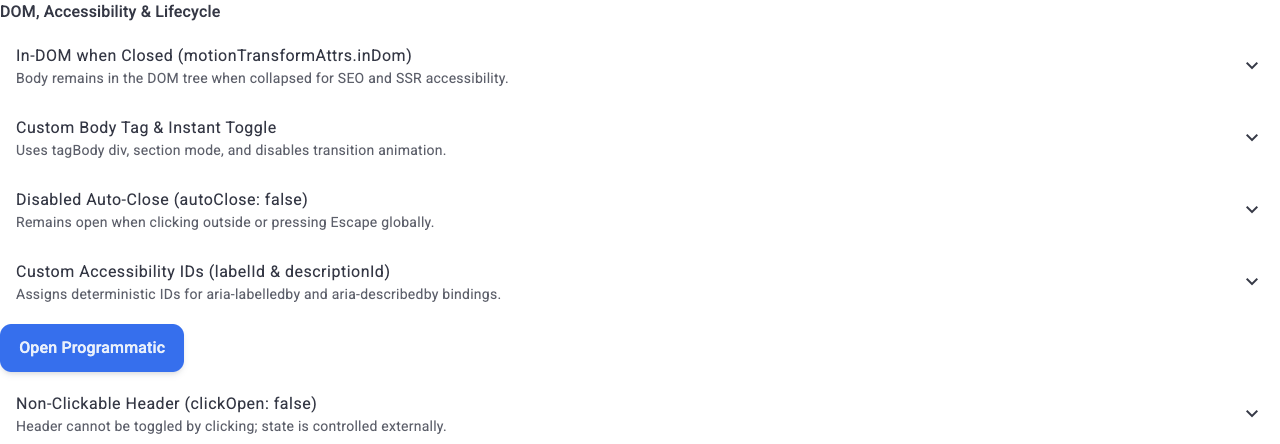 DOM, Accessibility & Lifecycle
In-DOM when Closed (motionTransformAttrs.inDom)
Body remains in the DOM tree when collapsed for SEO and SSR accessibility.
Custom Body Tag & Instant Toggle
Uses tagBody div, section mode, and disables transition animation.
Disabled Auto-Close (autoClose: false)
Remains open when clicking outside or pressing Escape globally.
Custom Accessibility IDs (labelId & descriptionId)
Assigns deterministic IDs for aria-labelledby and aria-describedby bindings.
Open Programmatic
Non-Clickable Header (clickOpen: false)
Header cannot be toggled by clicking; state is controlled externally.